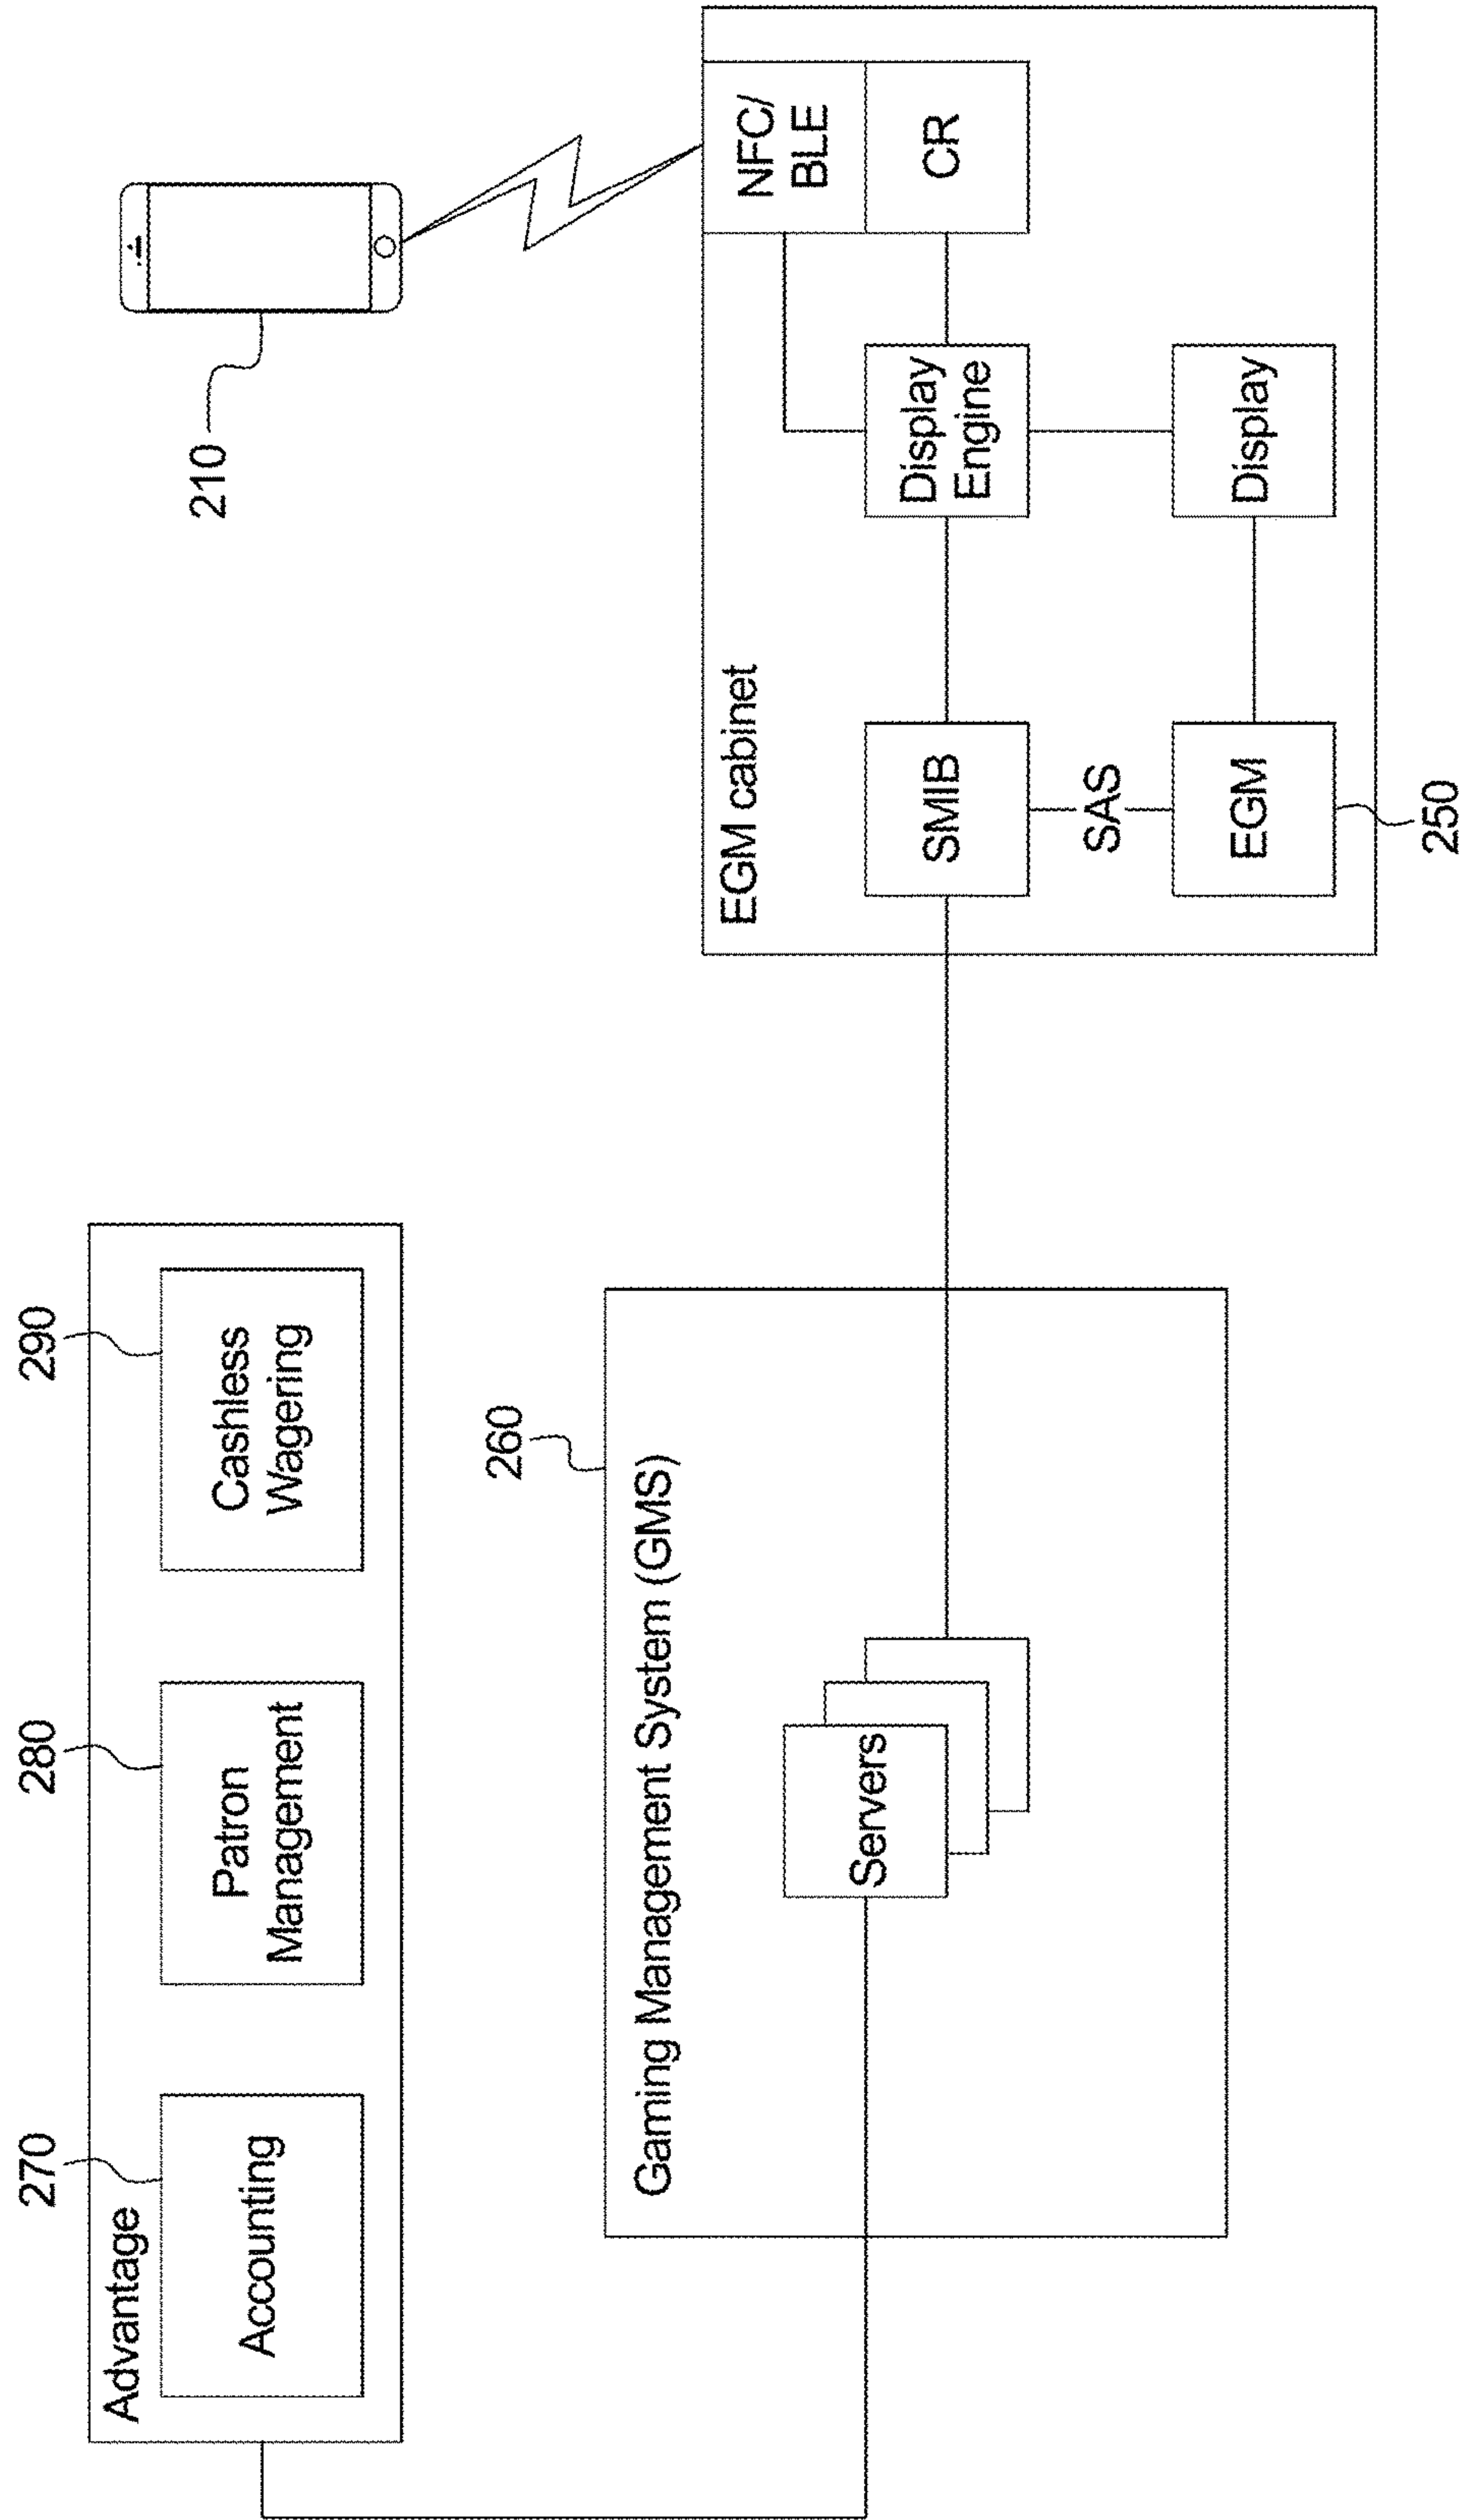 270
280
290
Advantage
Accounting
Patron
Management
Cashless
Wagering
210
260
Gaming Management System (GMS)
Servers
EGM cabinet
NFC/
BLE
CR
SMIB
Display
Engine
SAS
EGM
Display
250